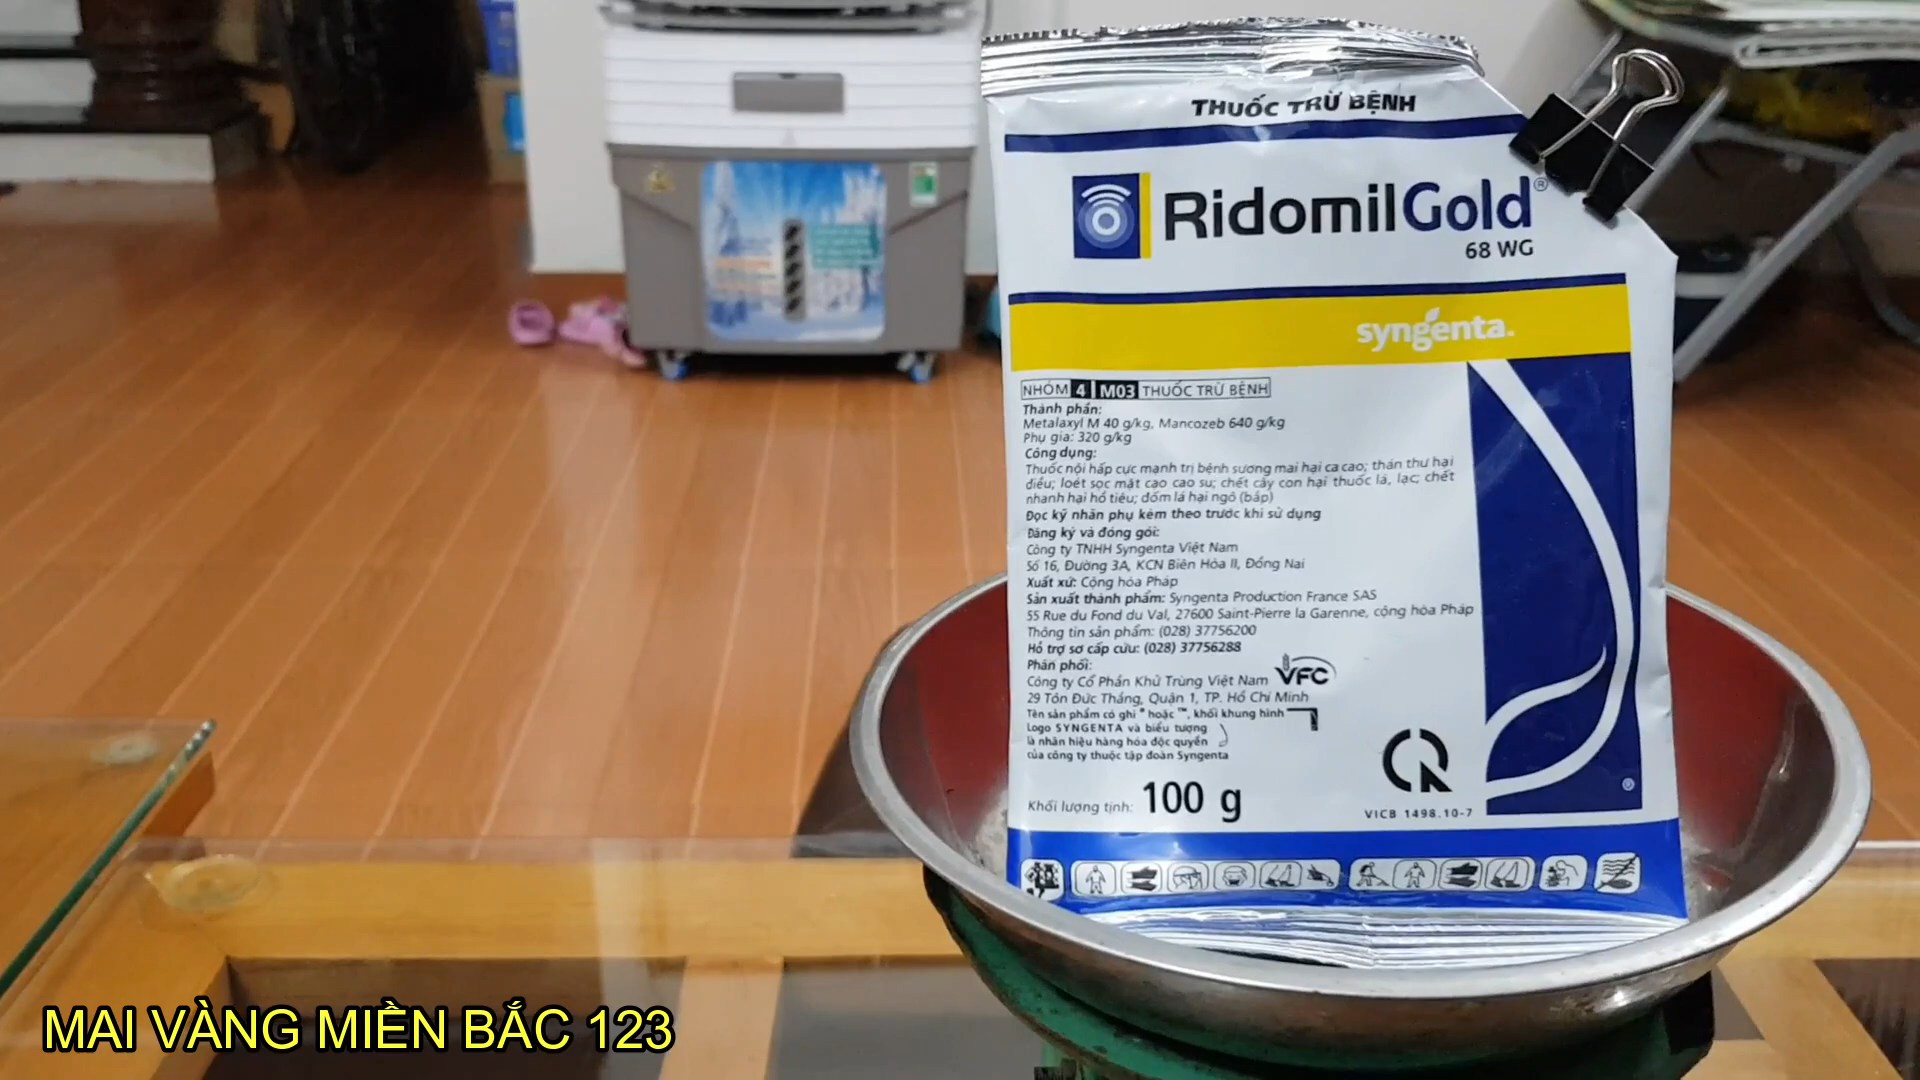 THUỐC TRỪ BỆNH
RidomilGold®
68 WG
syngenta.
NHÓM 4 M03 THUỐC TRỪ BỆNH
Thành phần:
Metalaxyl M 40 g/kg, Mancozeb 640 g/kg
Phụ gia: 320 g/kg
Công dụng:
Thuốc nội hấp cực mạnh trị bệnh sương mai hại ca cao; thán thư hại
điều; loét sọc mặt cạo cao su; chết cây con hại thuốc lá, lạc; chết
nhanh hại hồ tiêu; đốm lá hại ngô (bắp)
Đọc kỹ nhãn phụ kèm theo trước khi sử dụng
Đăng ký và đóng gói:
Công ty TNHH Syngenta Việt Nam
Số 16, Đường 3A, KCN Biên Hòa II, Đồng Nai
Xuất xứ: Cộng hòa Pháp
Sản xuất thành phẩm: Syngenta Production France SAS
55 Rue du Fond du Val, 27600 Saint-Pierre la Garenne, cộng hòa Pháp
Thông tin sản phẩm: (028) 37756200
Hỗ trợ sơ cấp cứu: (028) 37756288
Phân phối:
Công ty Cổ Phần Khử Trùng Việt Nam VFC
29 Tôn Đức Thắng, Quận 1, TP. Hồ Chí Minh
Tên sản phẩm có ghi ® hoặc ™, khối khung hình
Logo SYNGENTA và biểu tượng
là nhãn hiệu hàng hóa độc quyền
của công ty thuộc tập đoàn Syngenta
Khối lượng tịnh: 100 g
VICB 1498.10-7
®
MAI VÀNG MIỀN BẮC 123